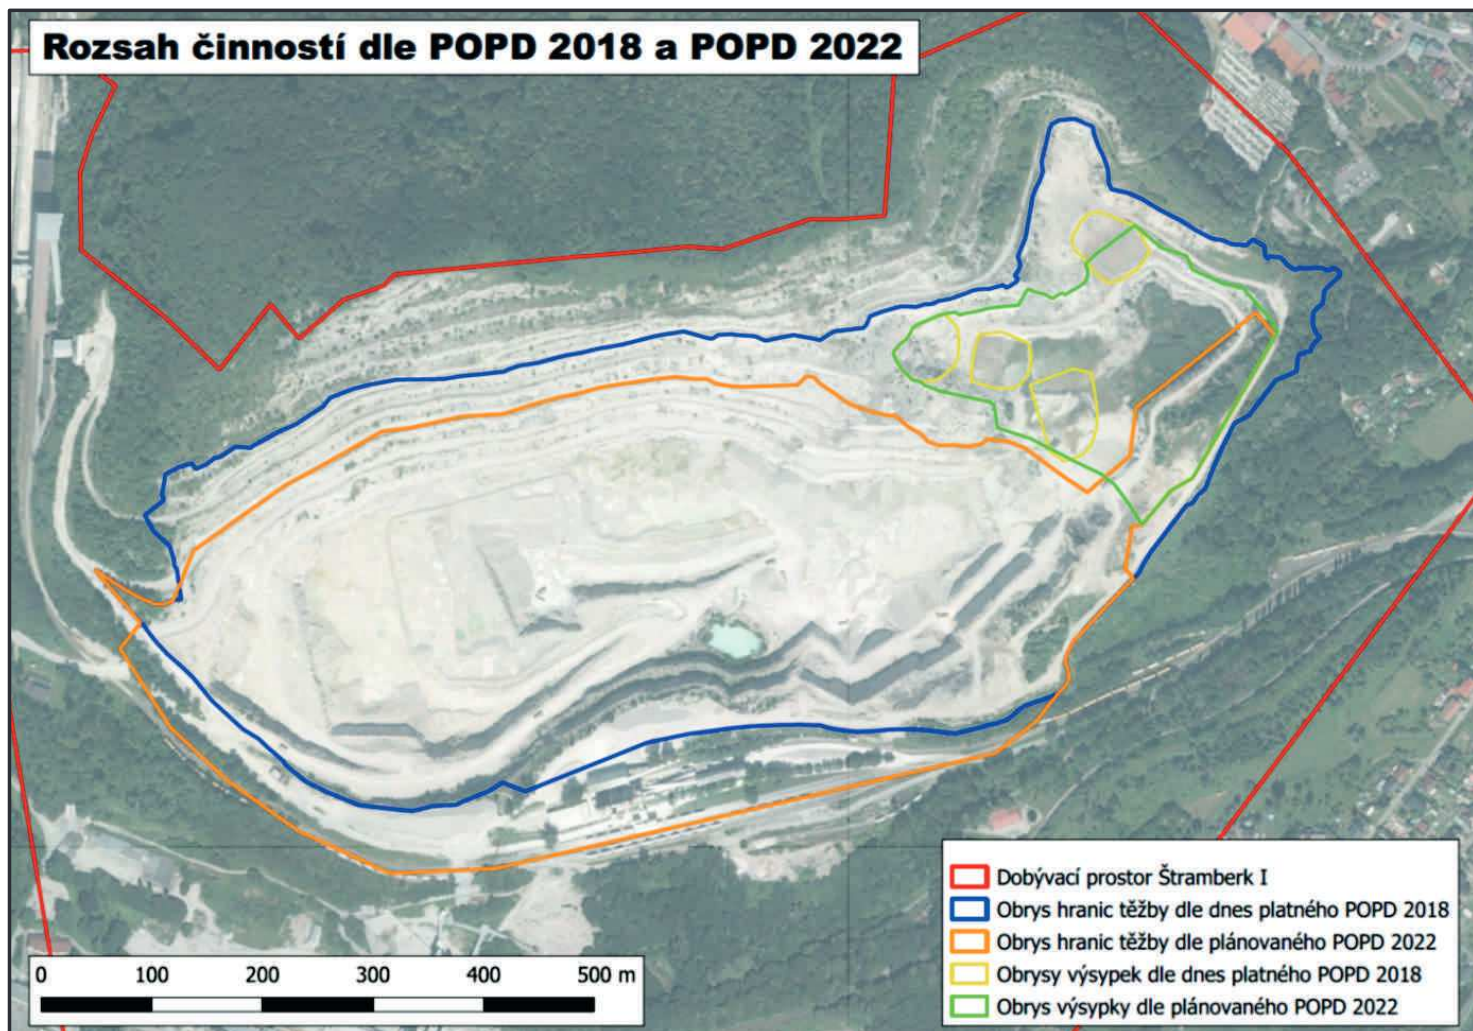 Rozsah činností dle POPD 2018 a POPD 2022
Dobývací prostor Štramberk I
Obrys hranic těžby dle dnes platného POPD 2018
Obrys hranic těžby dle plánovaného POPD 2022
Obrysy výsypek dle dnes platného POPD 2018
Obrys výsypky dle plánovaného POPD 2022
0 100 200 300 400 500 m